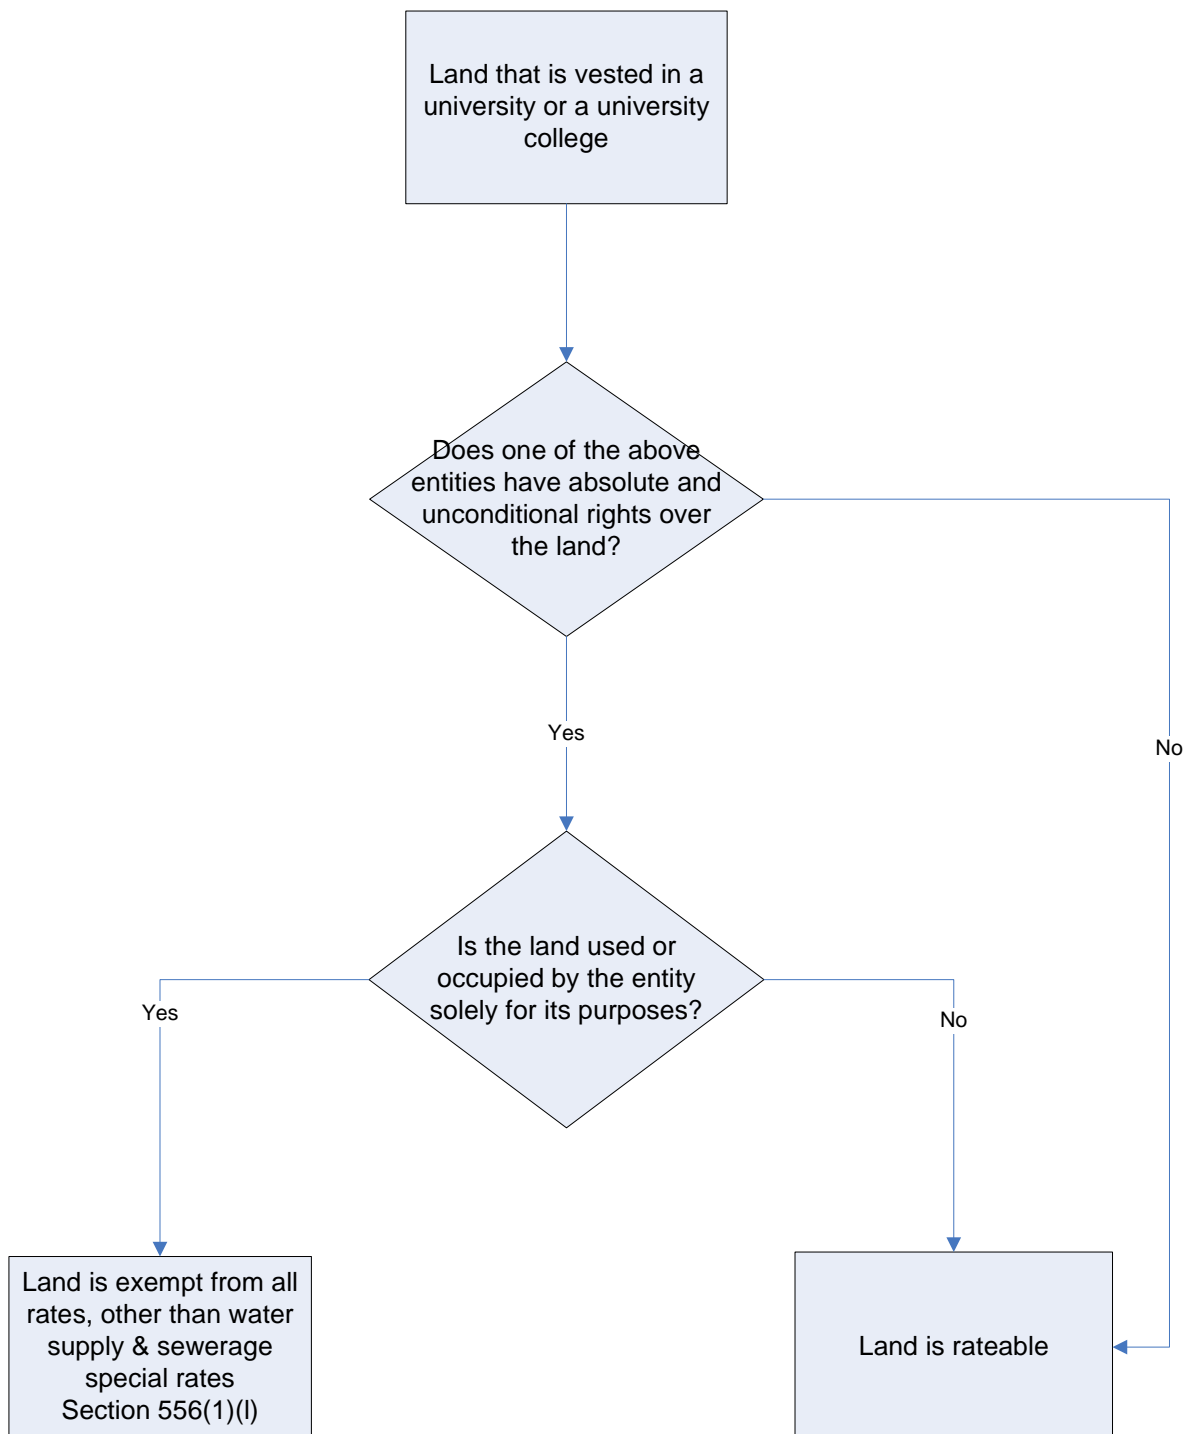 Land that is vested in a
university or a university
college
Does one of the above
entities have absolute and
unconditional rights over
the land?
Yes
No
Is the land used or
occupied by the entity
solely for its purposes?
Yes
No
Land is exempt from all
rates, other than water
supply & sewerage
special rates
Section 556(1)(l)
Land is rateable